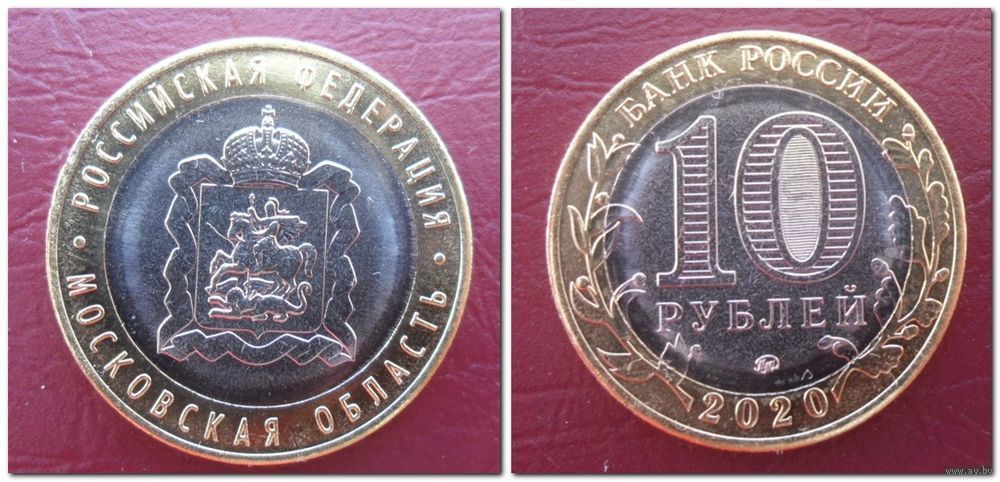 РОССИЙСКАЯ ФЕДЕРАЦИЯ
МОСКОВСКАЯ ОБЛАСТЬ
БАНК РОССИИ
10
РУБЛЕЙ
2020
www.ay.by